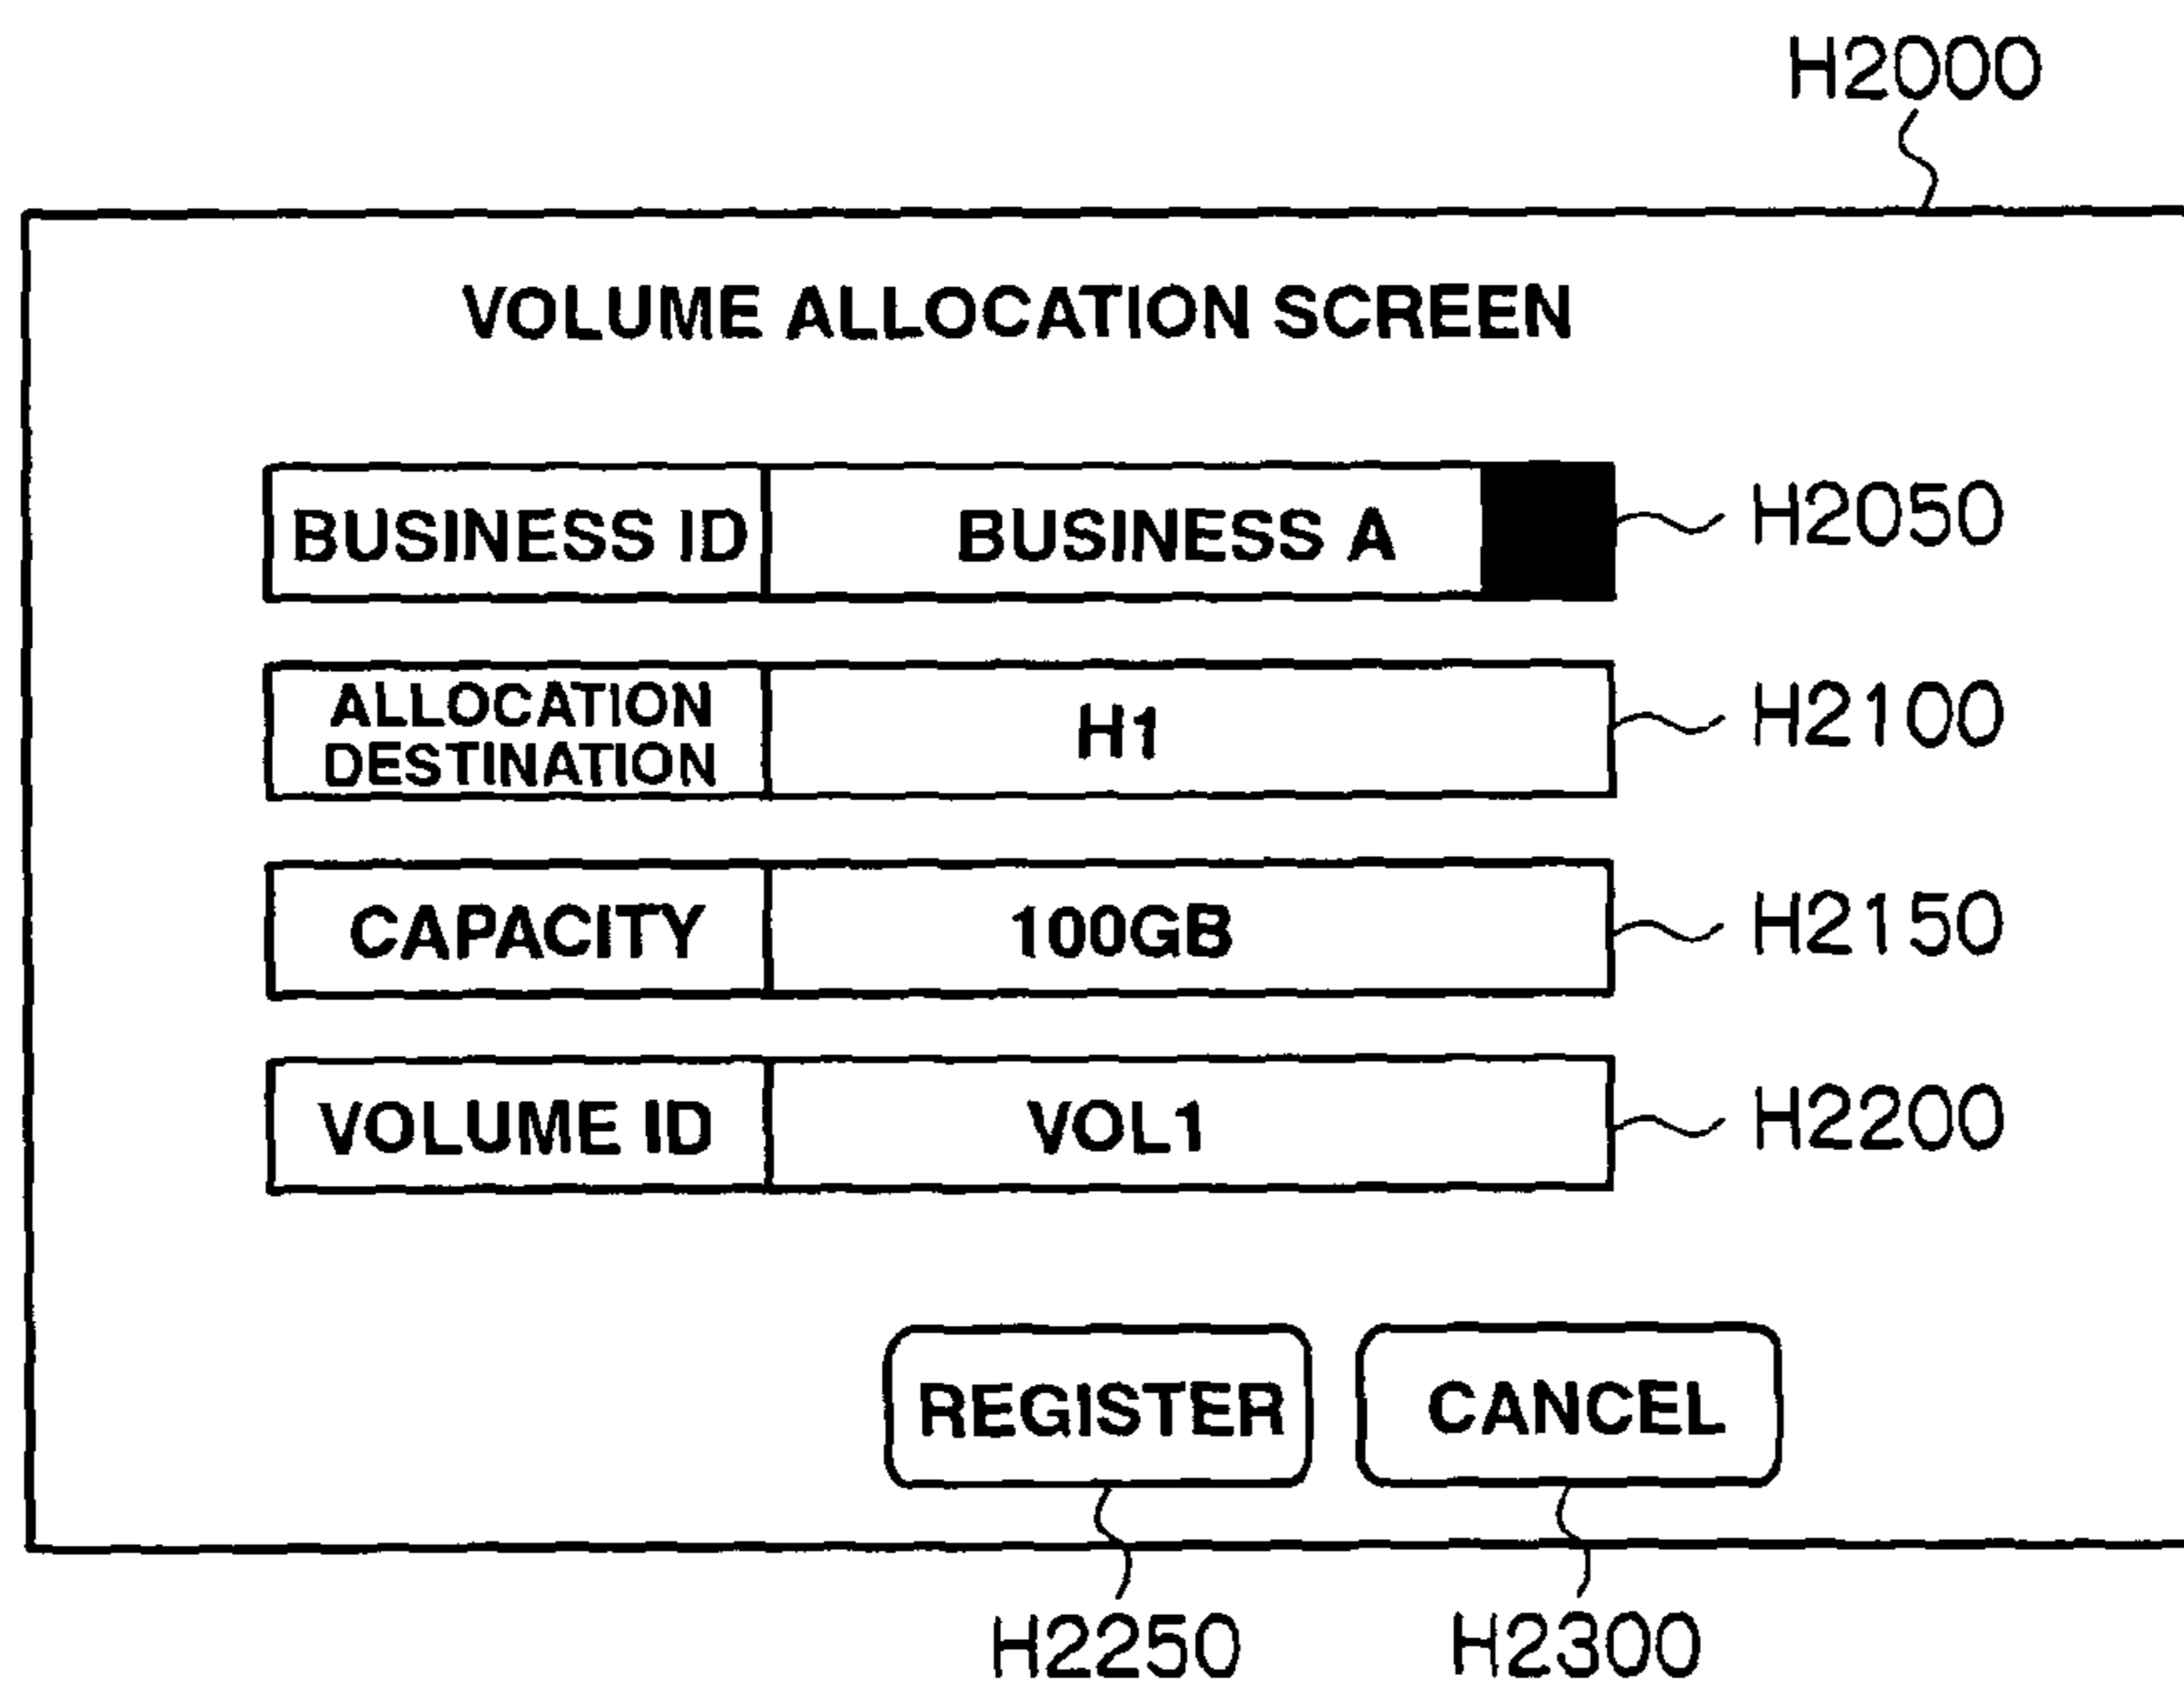 H2000
VOLUME ALLOCATION SCREEN
BUSINESS ID BUSINESS A H2050
ALLOCATION
DESTINATION H1 H2100
CAPACITY 100GB H2150
VOLUME ID VOL1 H2200
REGISTER CANCEL
H2250 H2300